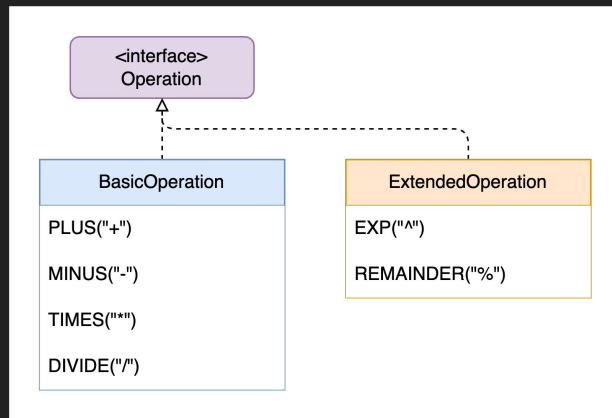 <interface>
Operation
BasicOperation
PLUS("+")
MINUS("-")
TIMES("*")
DIVIDE("/")
ExtendedOperation
EXP("^")
REMAINDER("%")